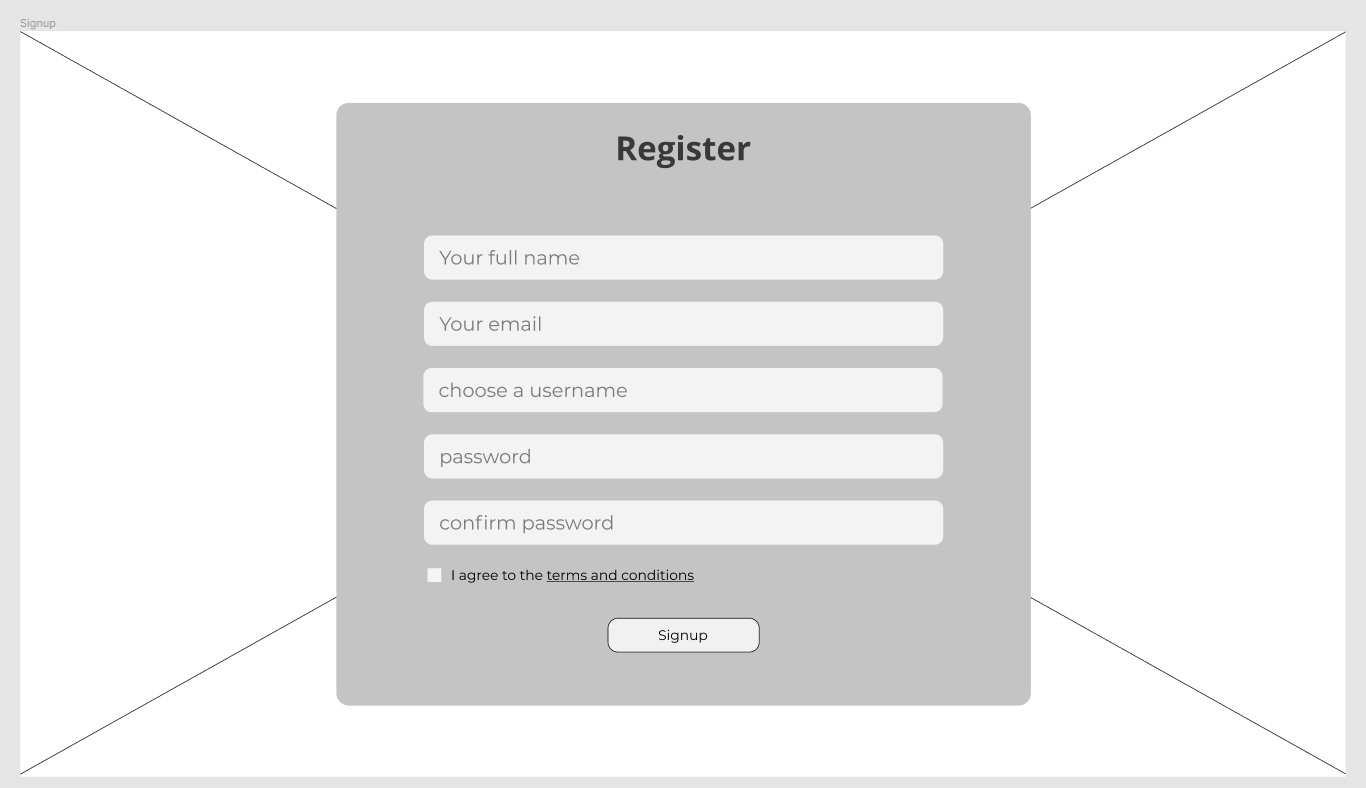 Signup
Register
Your full name
Your email
choose a username
password
confirm password
I agree to the terms and conditions
Signup